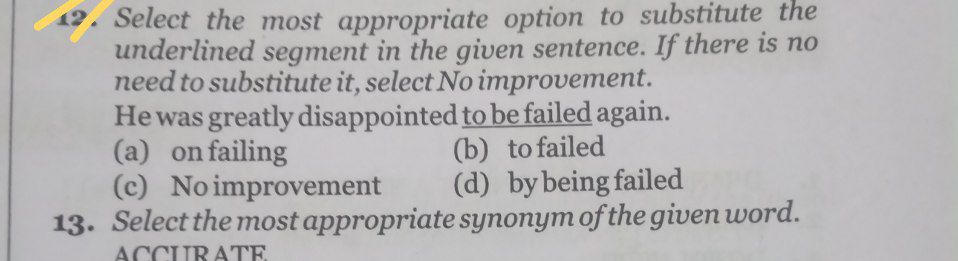 12. Select the most appropriate option to substitute the
underlined segment in the given sentence. If there is no
need to substitute it, select No improvement.
He was greatly disappointed to be failed again.
(a) on failing (b) to failed
(c) No improvement (d) by being failed
13. Select the most appropriate synonym of the given word.
ACCURATE